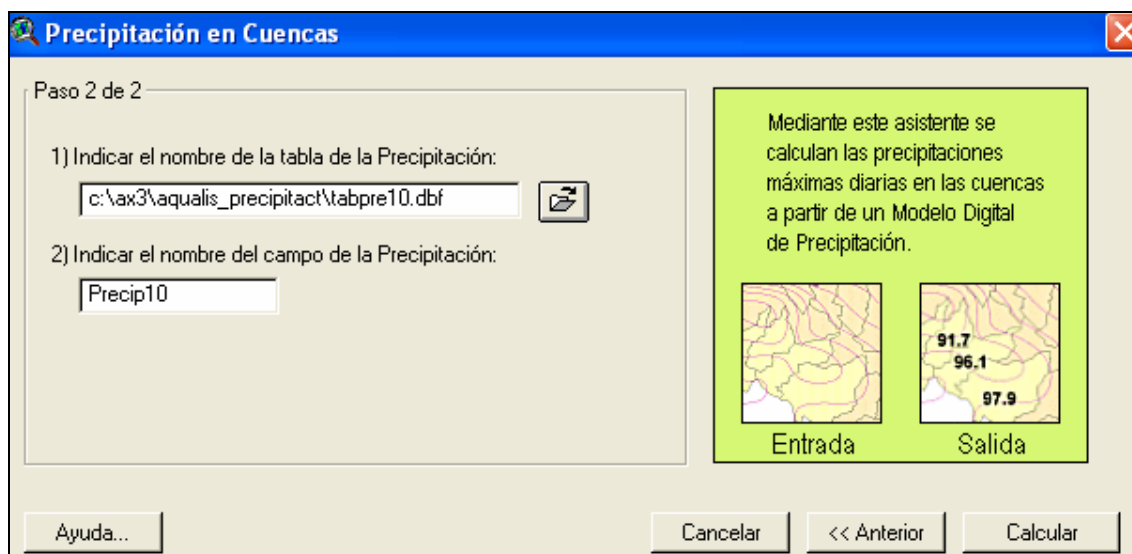 Precipitación en Cuencas
Paso 2 de 2
1) Indicar el nombre de la tabla de la Precipitación:
c:\ax3\aqualis_precipitact\tabpre10.dbf
2) Indicar el nombre del campo de la Precipitación:
Precip10
Mediante este asistente se
calculan las precipitaciones
máximas diarias en las cuencas
a partir de un Modelo Digital
de Precipitación.
91.7
96.1
97.9
Entrada
Salida
Ayuda...
Cancelar
<< Anterior
Calcular